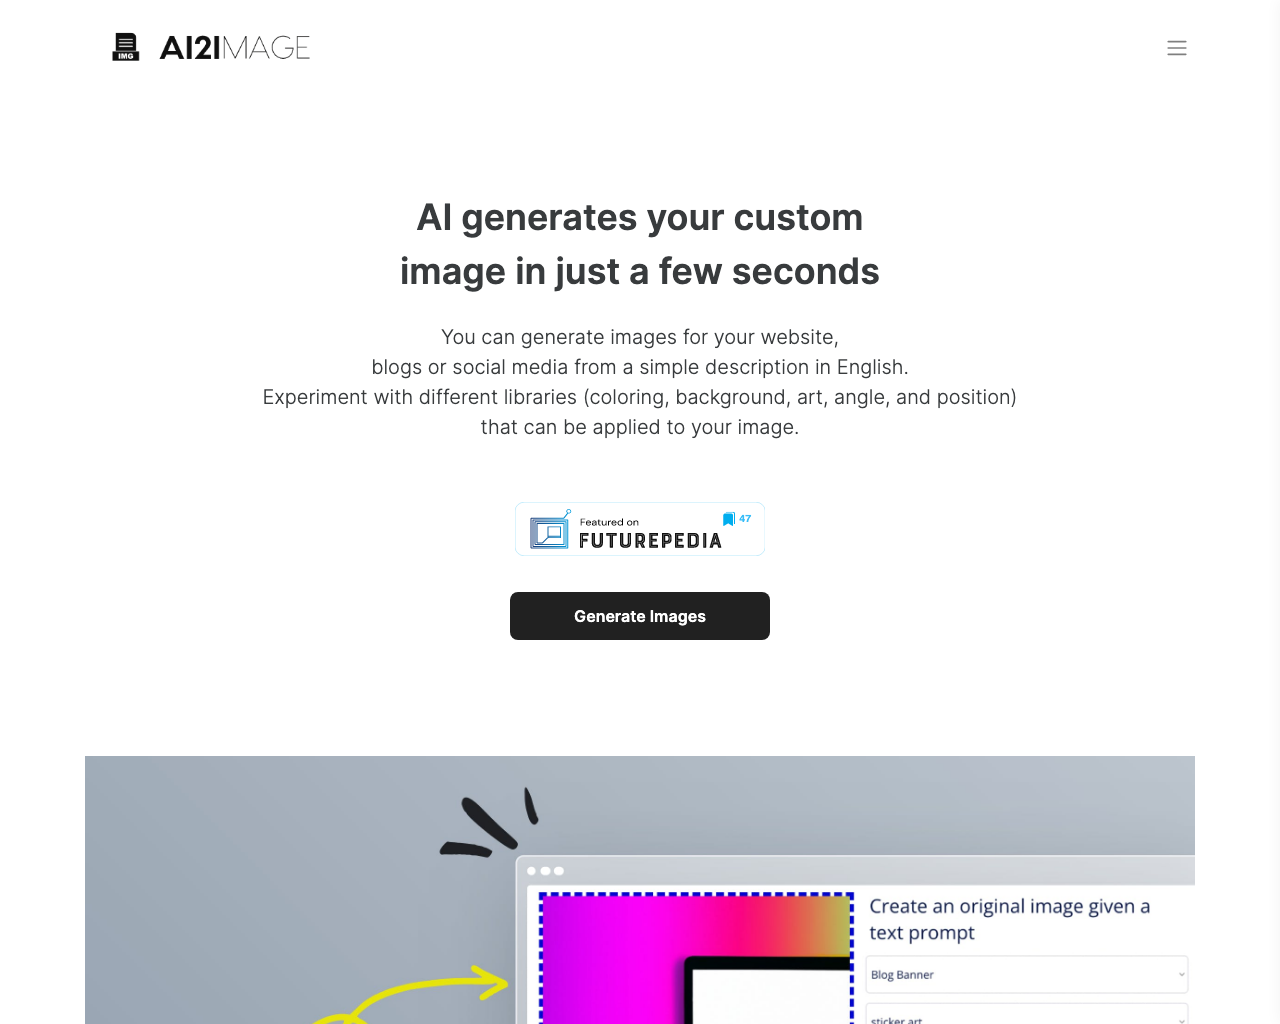 IMG
AI2IMAGE
AI generates your custom
image in just a few seconds
You can generate images for your website,
blogs or social media from a simple description in English.
Experiment with different libraries (coloring, background, art, angle, and position)
that can be applied to your image.
Featured on
47
FUTUREPEDIA
Generate Images
Create an original image given a
text prompt
Blog Banner
sticker art